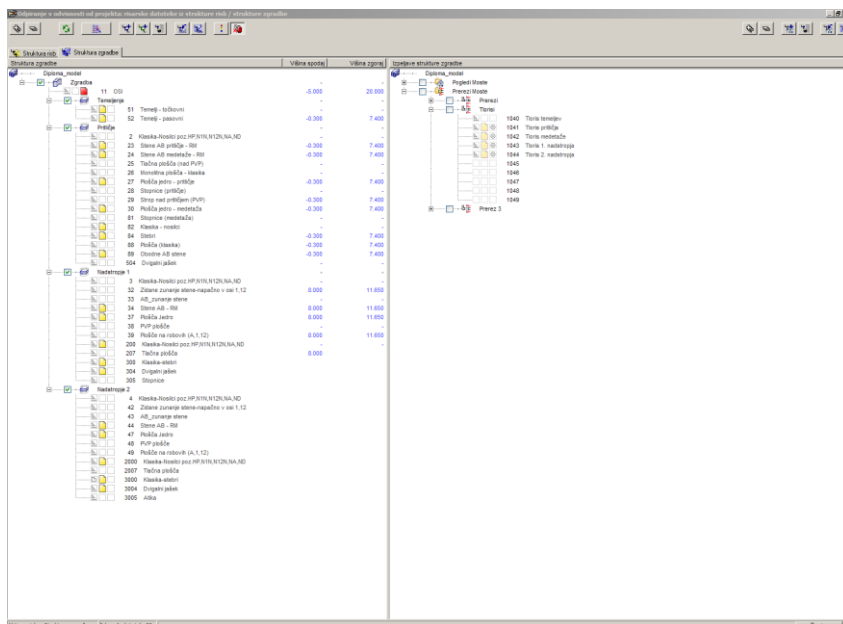 Odpiranje v odvisnosti od projekta: risarske datoteke iz strukture risb / strukture zgradbe
Struktura risb
Struktura zgradbe
Struktura zgradbe
Višina spodaj
Višina zgoraj
Izpeljave strukture zgradbe
Diploma_model
Zgradba - -
11 OSI -5.000 20.000
Temeljenje - -
51 Temelji - točkovni - -
52 Temelji - pasovni -0.300 7.400
Pritličje - -
2 Klasika-Nosilci poz.HP,N1N,N12N,NA,ND - -
23 Stene AB pritličje - RM -0.300 7.400
24 Stene AB medetaže - RM -0.300 7.400
25 Tlačna plošča (nad PVP) - -
26 Monolitna plošča - klasika - -
27 Plošča jedro - pritličje -0.300 7.400
28 Stopnice (pritličje) - -
29 Strop nad pritličjem (PVP) -0.300 7.400
30 Plošča jedro - medetaža -0.300 7.400
81 Stopnice (medetaža) - -
82 Klasika - nosilci - -
84 Stebri -0.300 7.400
88 Plošča (klasika) -0.300 7.400
89 Obodne AB stene -0.300 7.400
504 Dvigalni jašek - -
Nadstropje 1 - -
3 Klasika-Nosilci poz.HP,N1N,N12N,NA,ND - -
32 Zidane zunanje stene-napačno v osi 1,12 8.000 11.650
33 AB_zunanje stene - -
34 Stene AB - RM 8.000 11.600
37 Plošča Jedro 8.000 11.650
38 PVP plošče - -
39 Plošče na robovih (A,1,12) 8.000 11.650
200 Klasika-Nosilci poz.HP,N1N,N12N,NA,ND - -
207 Tlačna plošča 8.000
300 Klasika-stebri
304 Dvigalni jašek
305 Stopnice
Nadstropje 2
4 Klasika-Nosilci poz.HP,N1N,N12N,NA,ND
42 Zidane zunanje stene-napačno v osi 1,12
43 AB_zunanje stene
44 Stene AB - RM
47 Plošča Jedro
48 PVP plošče
49 Plošče na robovih (A,1,12)
2000 Klasika-Nosilci poz.HP,N1N,N12N,NA,ND
2007 Tlačna plošča
3000 Klasika-stebri
3004 Dvigalni jašek
3005 Atika
Diploma_model
Pogledi Moste
Prerezi Moste
Prerezi
Tlorisi
1040 Tloris temeljev
1041 Tloris pritličja
1042 Tloris medetaže
1043 Tloris 1. nadstropja
1044 Tloris 2. nadstropja
1045
1046
1047
1048
1049
Prerez 3